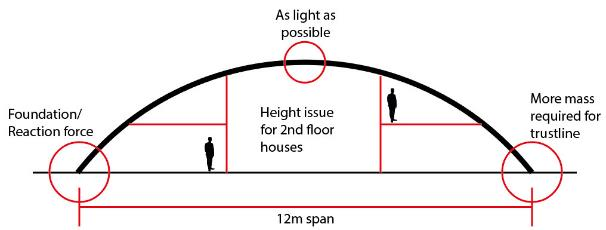 As light as
possible
Foundation/
Reaction force
Height issue
for 2nd floor
houses
More mass
required for
trustline
12m span